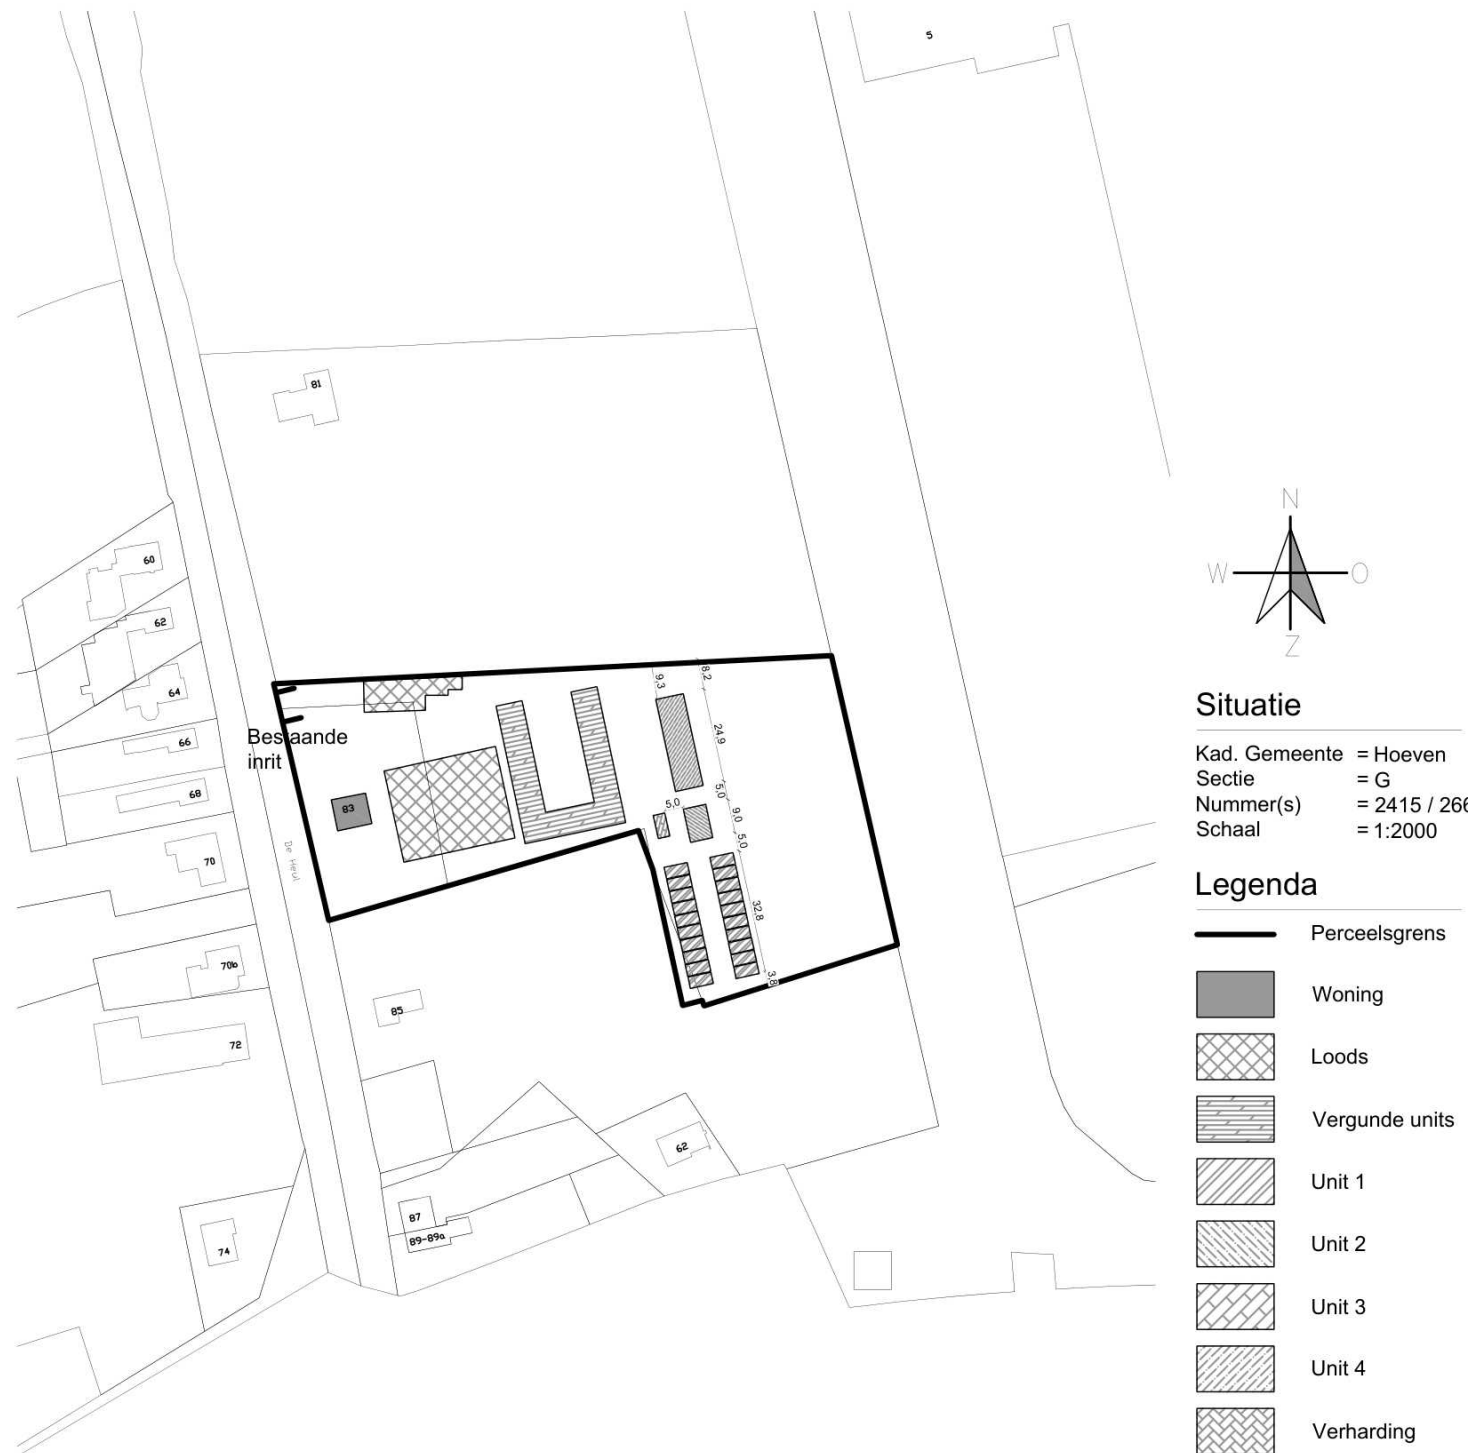 5
81
60
62
64
66
68
70
70b
72
74
De Heul
Bestaande
inrit
83
9,3
8,2
24,9
5,0
5,0
9,0
5,0
32,8
3,8
85
62
87
89-89a
N
W
O
Z
Situatie
Kad. Gemeente = Hoeven
Sectie = G
Nummer(s) = 2415 / 266
Schaal = 1:2000
Legenda
Perceelsgrens
Woning
Loods
Vergunde units
Unit 1
Unit 2
Unit 3
Unit 4
Verharding